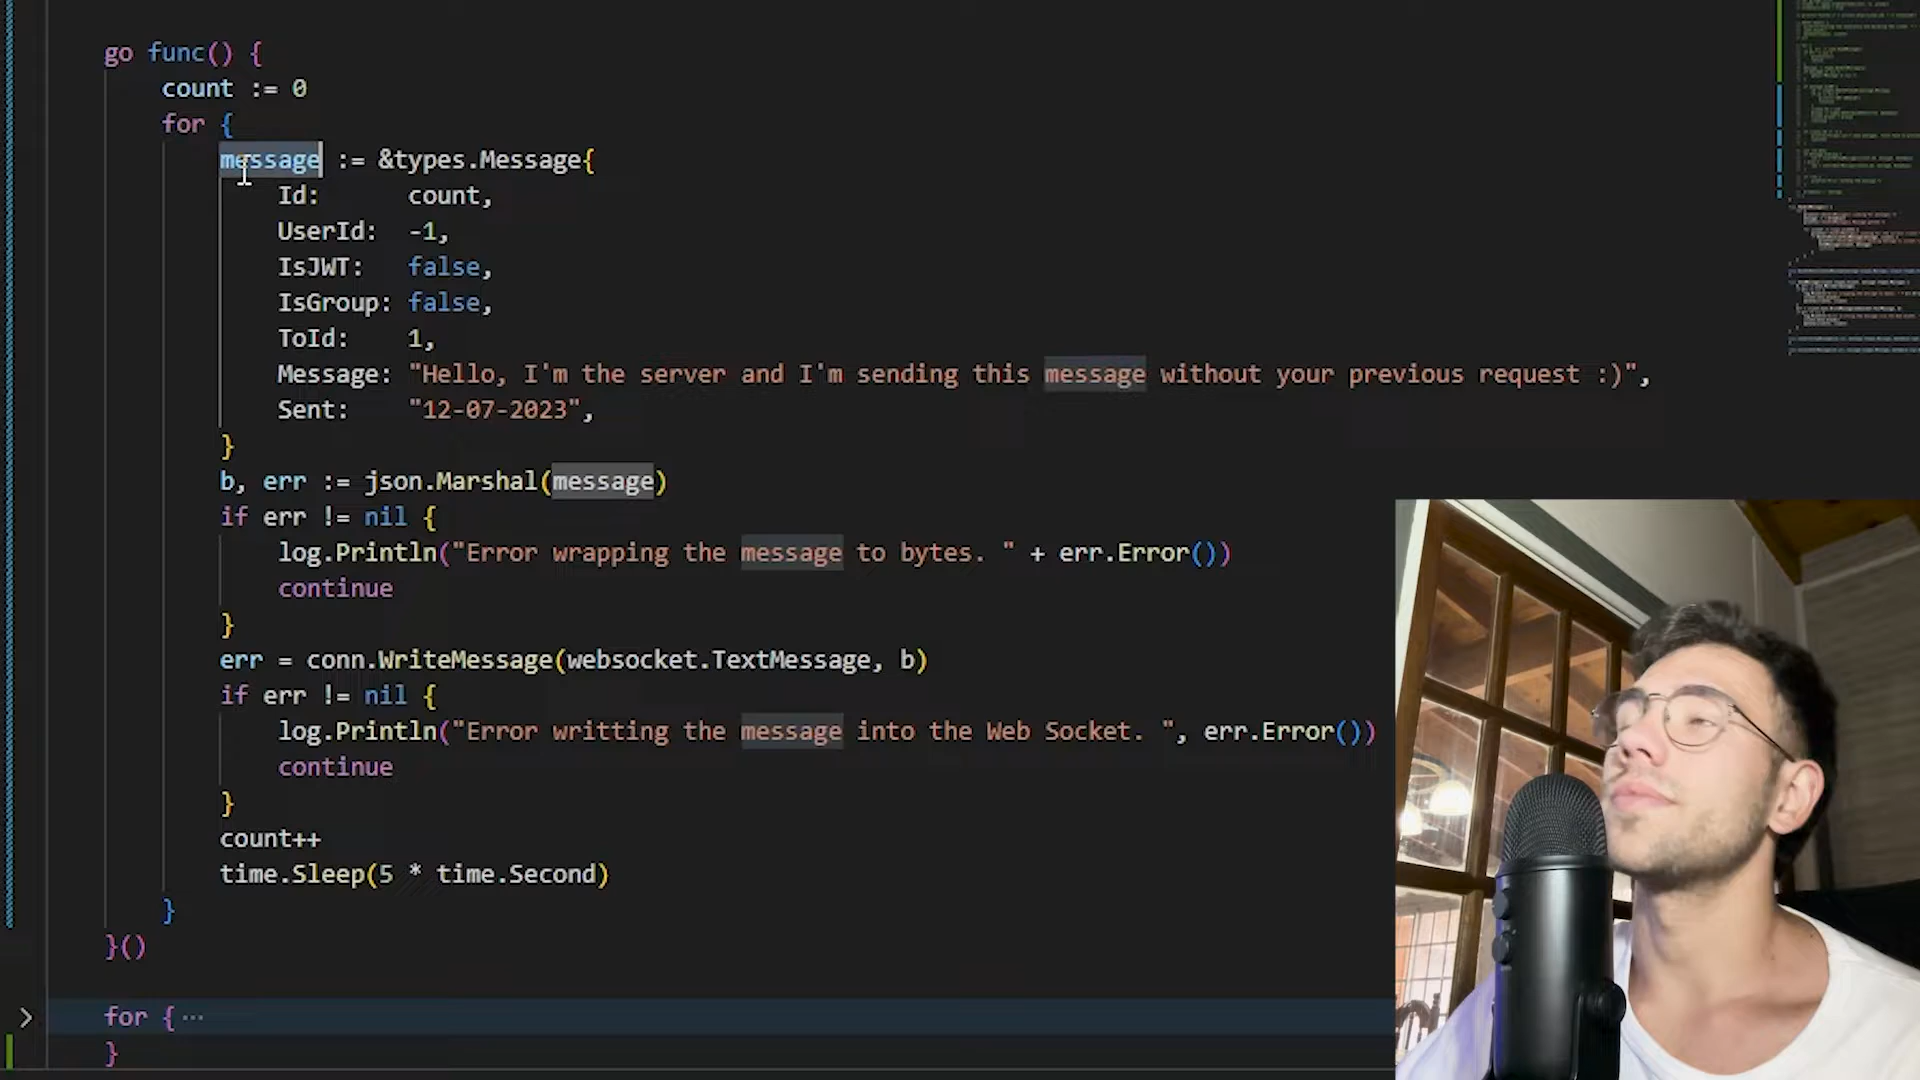 go func() {
count := 0
for {
message := &types.Message{
Id: count,
UserId: -1,
IsJWT: false,
IsGroup: false,
ToId: 1,
Message: "Hello, I'm the server and I'm sending this message without your previous request :)",
Sent: "12-07-2023",
}
b, err := json.Marshal(message)
if err != nil {
log.Println("Error wrapping the message to bytes. " + err.Error())
continue
}
err = conn.WriteMessage(websocket.TextMessage, b)
if err != nil {
log.Println("Error writting the message into the Web Socket. ", err.Error())
continue
}
count++
time.Sleep(5 * time.Second)
}
}()
for { ···
}